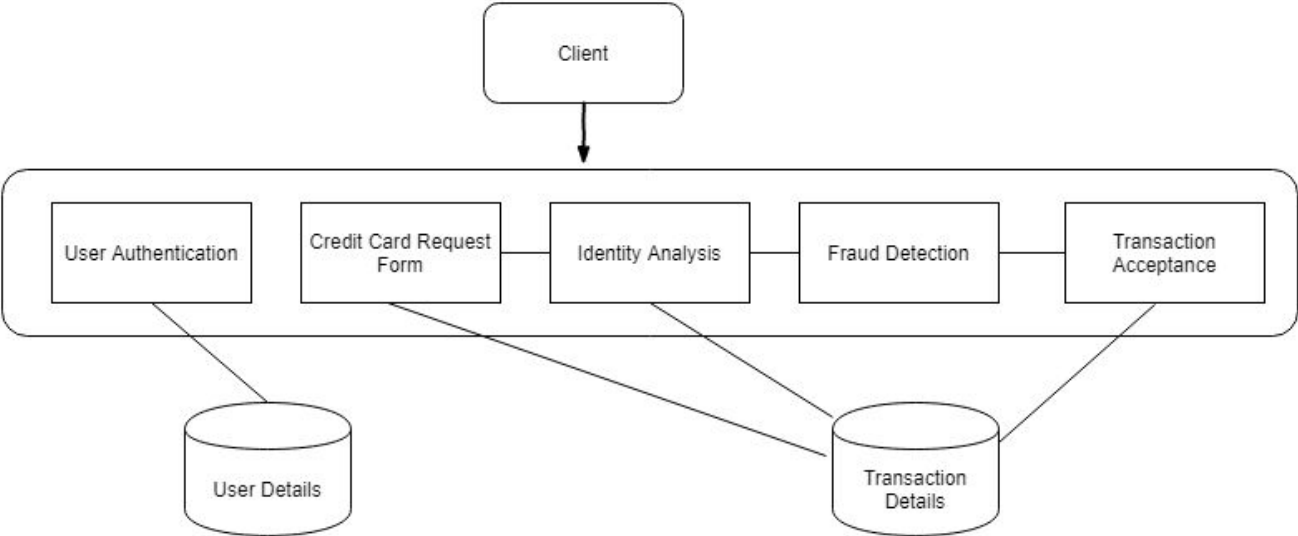 Client
User Authentication
Credit Card Request
Form
Identity Analysis
Fraud Detection
Transaction
Acceptance
User Details
Transaction
Details